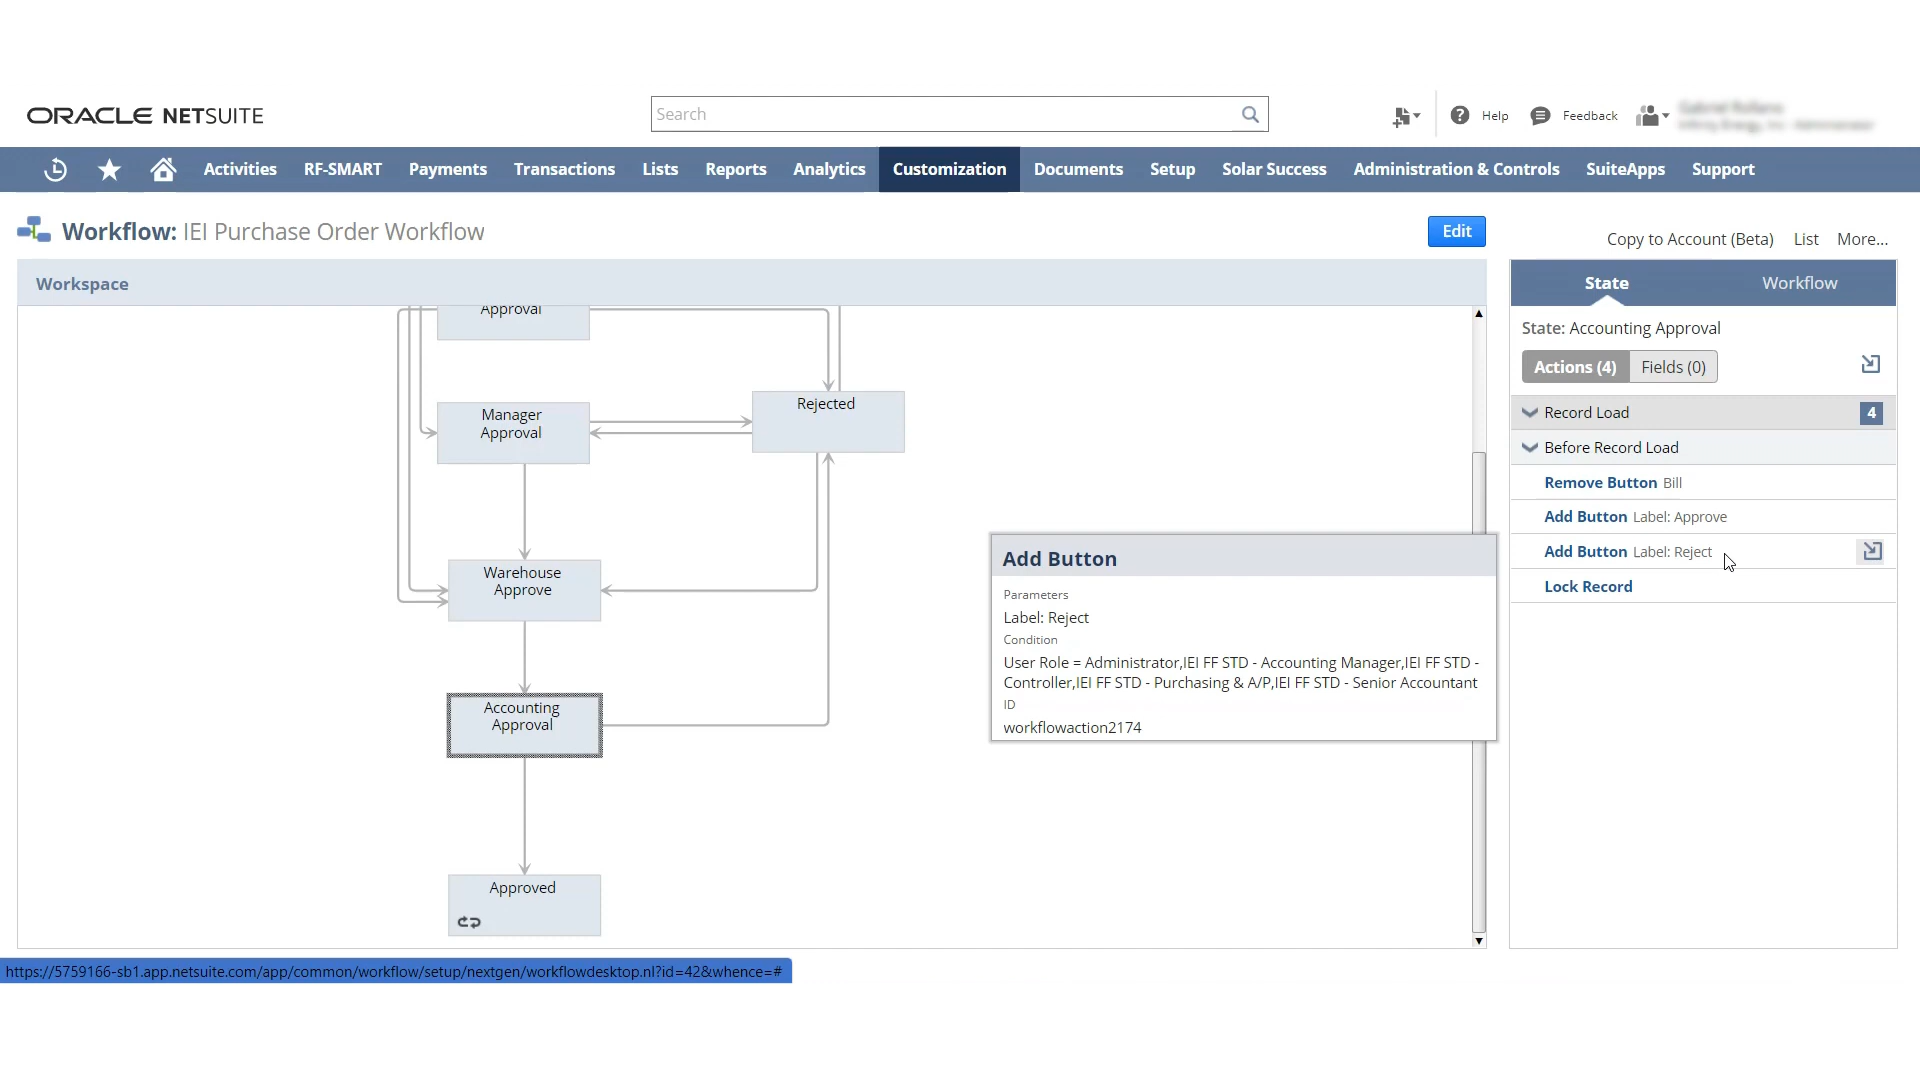 ORACLE NETSUITE
Search
Help
Feedback
Activities
RF-SMART
Payments
Transactions
Lists
Reports
Analytics
Customization
Documents
Setup
Solar Success
Administration & Controls
SuiteApps
Support
Workflow: IEI Purchase Order Workflow
Edit
Copy to Account (Beta)
List
More...
Workspace
State
Workflow
State: Accounting Approval
Actions (4)
Fields (0)
Record Load
4
Before Record Load
Remove Button Bill
Add Button Label: Approve
Add Button Label: Reject
Lock Record
Approval
Manager
Approval
Rejected
Warehouse
Approve
Accounting
Approval
Approved
Add Button
Parameters
Label: Reject
Condition
User Role = Administrator,IEI FF STD - Accounting Manager,IEI FF STD -
Controller,IEI FF STD - Purchasing & A/P,IEI FF STD - Senior Accountant
ID
workflowaction2174
https://5759166-sb1.app.netsuite.com/app/common/workflow/setup/nextgen/workflowdesktop.nl?id=42&whence=#